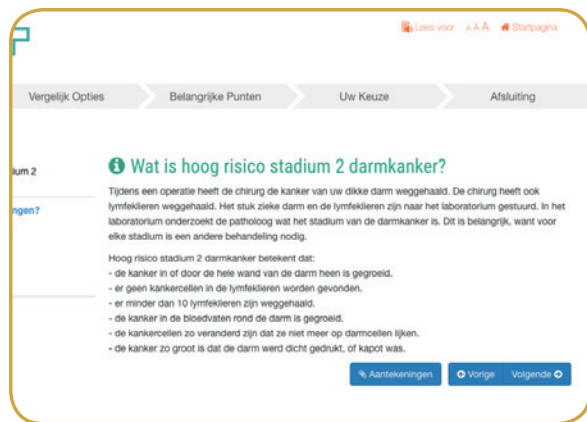 Lees voor A A A Startpagina
Vergelijk Opties Belangrijke Punten Uw Keuze Afsluiting
ium 2
ngen?
Wat is hoog risico stadium 2 darmkanker?
Tijdens een operatie heeft de chirurg de kanker van uw dikke darm weggehaald. De chirurg heeft ook
lymfeklieren weggehaald. Het stuk darm en de lymfeklieren zijn naar het laboratorium gestuurd. In het
laboratorium onderzoekt de patholoog wat het stadium van de darmkanker is. Dit is belangrijk, want voor
elke stadium is een andere behandeling nodig.
Hoog risico stadium 2 darmkanker betekent dat:
- de kanker in of door de hele wand van de darm heen is gegroeid.
- er geen kankercellen in de lymfeklieren worden gevonden.
- er minder dan 10 lymfeklieren zijn weggehaald.
- de kanker in de bloedvaten rond de darm is gegroeid.
- de kankercellen zo veranderd zijn dat ze niet meer op darmcellen lijken.
- de kanker zo groot is dat de darm werd dicht gedrukt, of kapot was.
Aantekeningen Vorige Volgende